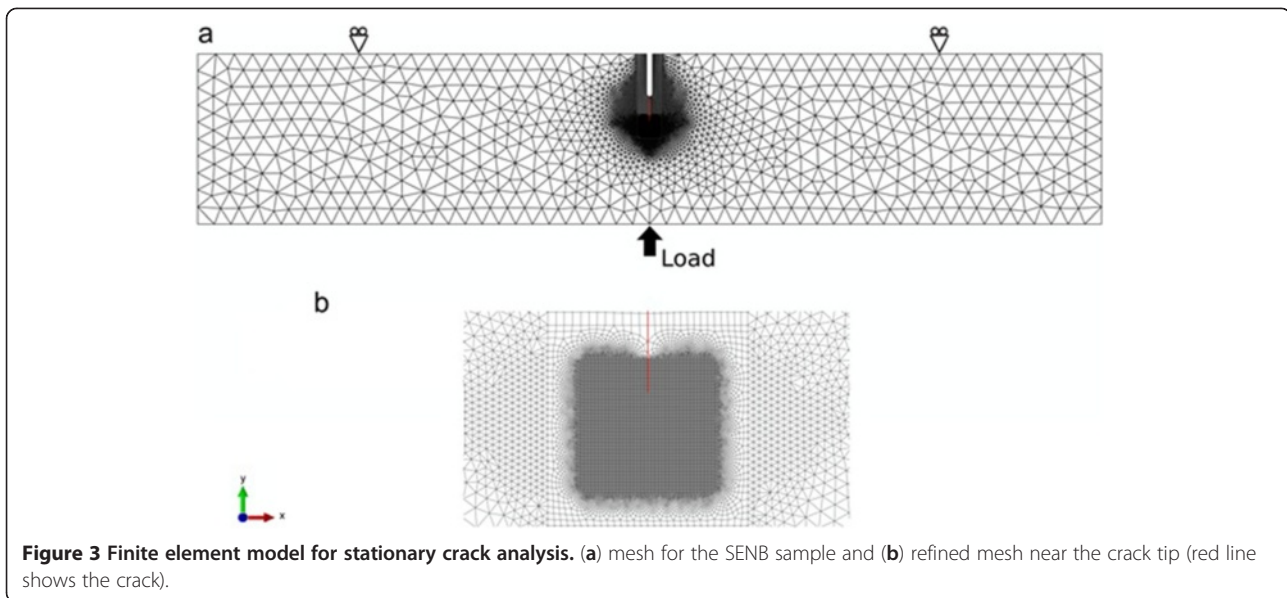 a
Load
b
y
x
Figure 3 Finite element model for stationary crack analysis. (a) mesh for the SENB sample and (b) refined mesh near the crack tip (red line
shows the crack).